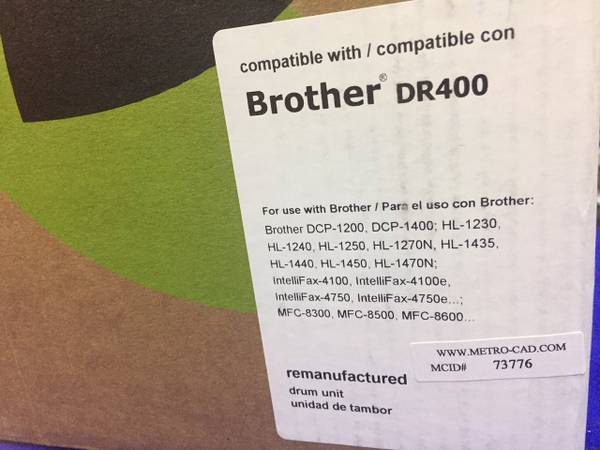 compatible with / compatible con
Brother® DR400
For use with Brother / Para el uso con Brother:
Brother DCP-1200, DCP-1400; HL-1230,
HL-1240, HL-1250, HL-1270N, HL-1435,
HL-1440, HL-1450, HL-1470N;
IntelliFax-4100, IntelliFax-4100e,
IntelliFax-4750, IntelliFax-4750e...;
MFC-8300, MFC-8500, MFC-8600...
WWW.METRO-CAD.COM
MCID# 73776
remanufactured
drum unit
unidad de tambor